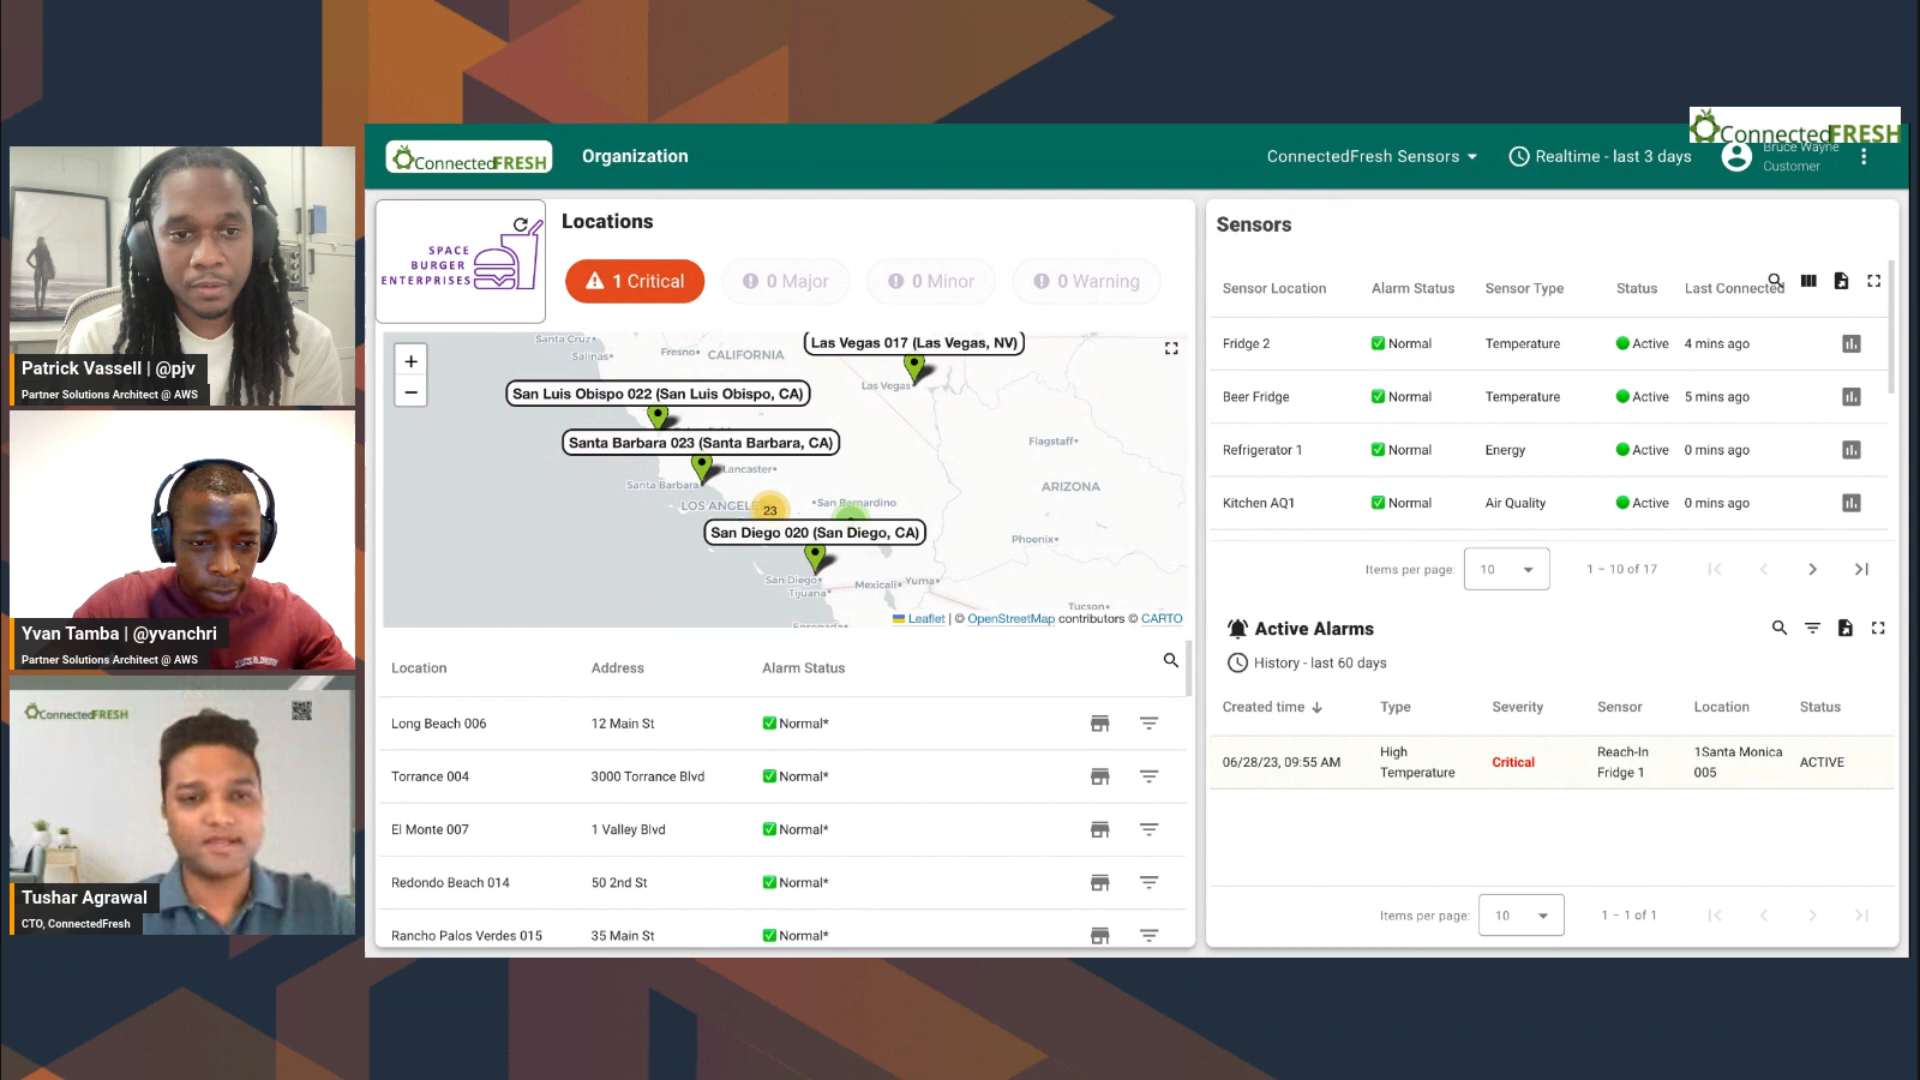 ConnectedFRESH
ConnectedFRESH
Organization
ConnectedFresh Sensors
Realtime - last 3 days
Bruce Wayne
Customer
Patrick Vassell | @pjv
Partner Solutions Architect @ AWS
Yvan Tamba | @yvanchri
Partner Solutions Architect @ AWS
ConnectedFRESH
Tushar Agrawal
CTO, ConnectedFresh
SPACE
BURGER
ENTERPRISES
Locations
1 Critical
0 Major
0 Minor
0 Warning
+
−
Santa Cruz
Salinas
Fresno
CALIFORNIA
Las Vegas 017 (Las Vegas, NV)
Las Vegas
San Luis Obispo 022 (San Luis Obispo, CA)
Santa Barbara 023 (Santa Barbara, CA)
Flagstaff
Lancaster
Santa Barbara
ARIZONA
LOS ANGELE
23
San Bernardino
San Diego 020 (San Diego, CA)
Phoenix
San Diego
Mexicali
Yuma
Tijuana
Tucson
Ensenada
Leaflet | © OpenStreetMap contributors © CARTO
Location Address Alarm Status
Long Beach 006 12 Main St Normal*
Torrance 004 3000 Torrance Blvd Normal*
El Monte 007 1 Valley Blvd Normal*
Redondo Beach 014 50 2nd St Normal*
Rancho Palos Verdes 015 35 Main St Normal*
Sensors
Sensor Location Alarm Status Sensor Type Status Last Connected
Fridge 2 Normal Temperature Active 4 mins ago
Beer Fridge Normal Temperature Active 5 mins ago
Refrigerator 1 Normal Energy Active 0 mins ago
Kitchen AQ1 Normal Air Quality Active 0 mins ago
Items per page: 10 1 – 10 of 17
Active Alarms
History - last 60 days
Created time Type Severity Sensor Location Status
06/28/23, 09:55 AM High Temperature Critical Reach-In Fridge 1 1Santa Monica 005 ACTIVE
Items per page: 10 1 – 1 of 1